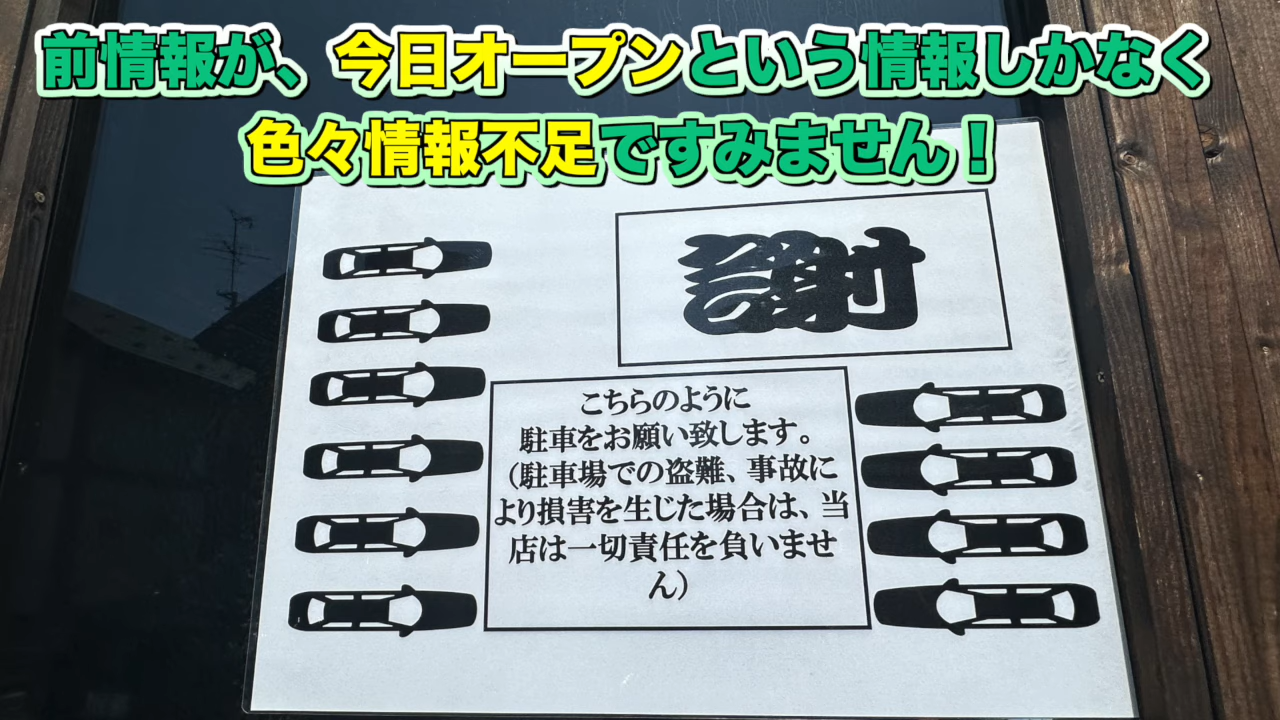 前情報が、今日オープンという情報しかなく
色々情報不足ですみません！
謝
こちらのように
駐車をお願い致します。
（駐車場での盗難、事故に
より損害を生じた場合は、当
店は一切責任を負いませ
ん）